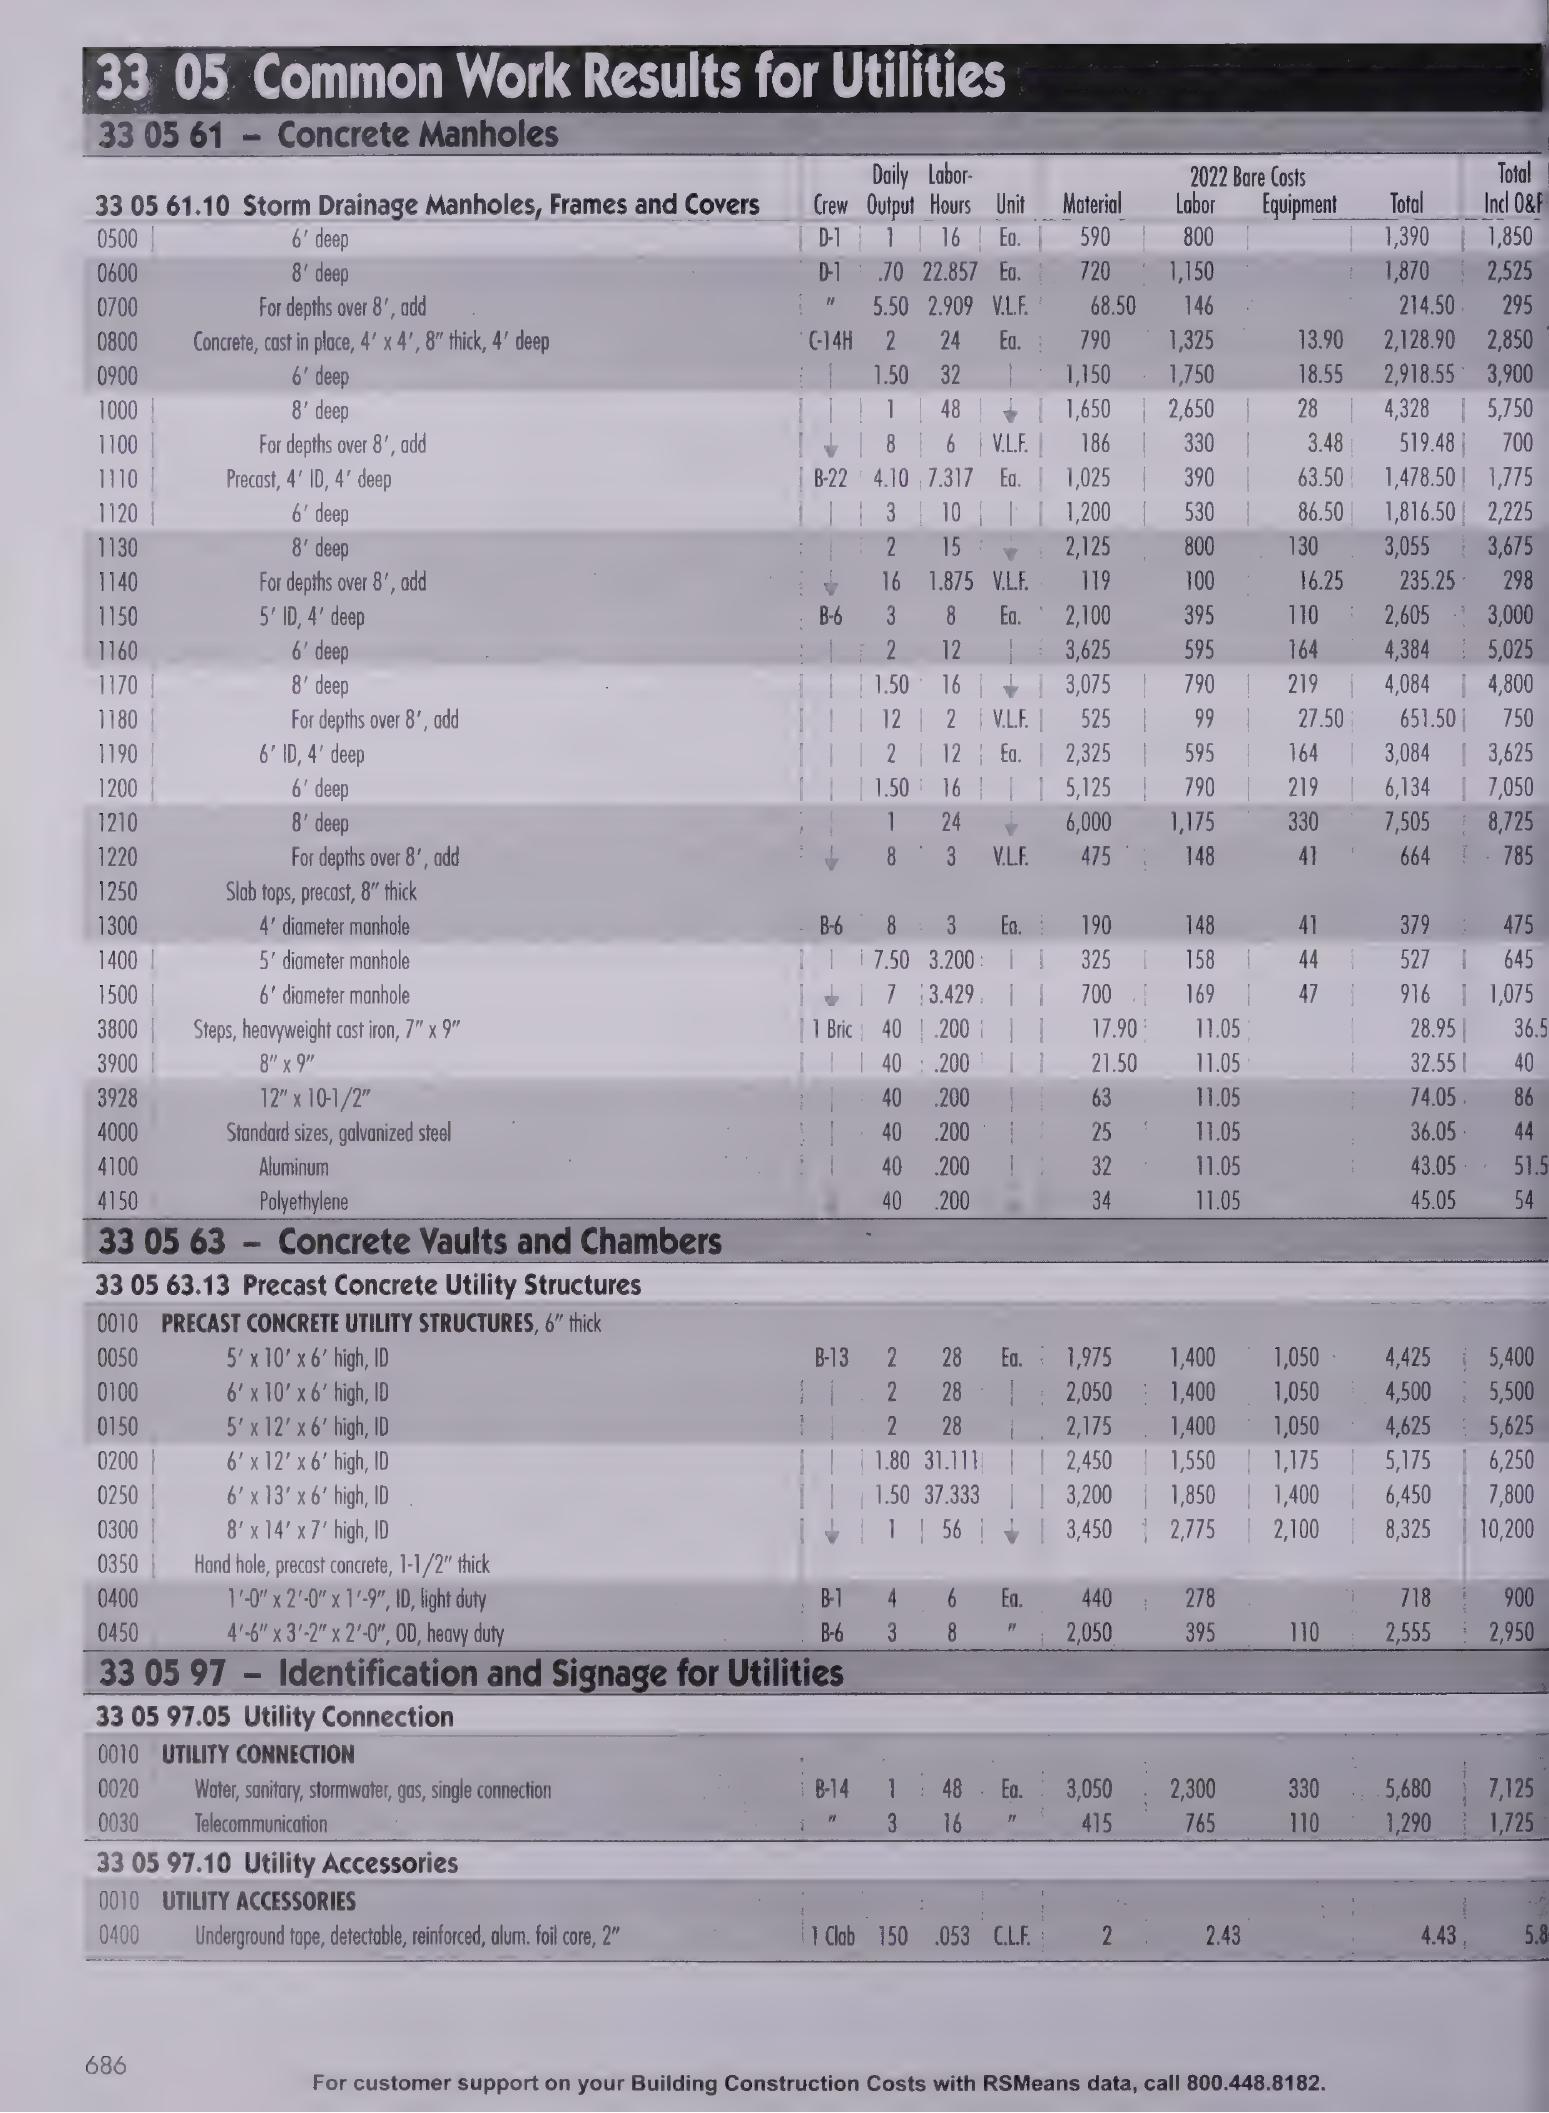 33 05 Common Work Results for Utilities
33 05 61 – Concrete Manholes
Daily Labor- 2022 Bare Costs Total
33 05 61.10 Storm Drainage Manholes, Frames and Covers Crew Output Hours Unit Material Labor Equipment Total Incl O&P
0500 6′ deep D-1 1 16 Ea. 590 800 1,390 1,850
0600 8′ deep D-1 .70 22.857 Ea. 720 1,150 1,870 2,525
0700 For depths over 8′, add ″ 5.50 2.909 V.L.F. 68.50 146 214.50 295
0800 Concrete, cast in place, 4′ x 4′, 8″ thick, 4′ deep C-14H 2 24 Ea. 790 1,325 13.90 2,128.90 2,850
0900 6′ deep 1.50 32 1,150 1,750 18.55 2,918.55 3,900
1000 8′ deep 1 48 1,650 2,650 28 4,328 5,750
1100 For depths over 8′, add 8 6 V.L.F. 186 330 3.48 519.48 700
1110 Precast, 4′ ID, 4′ deep B-22 4.10 7.317 Ea. 1,025 390 63.50 1,478.50 1,775
1120 6′ deep 3 10 1,200 530 86.50 1,816.50 2,225
1130 8′ deep 2 15 2,125 800 130 3,055 3,675
1140 For depths over 8′, add 16 1.875 V.L.F. 119 100 16.25 235.25 298
1150 5′ ID, 4′ deep B-6 3 8 Ea. 2,100 395 110 2,605 3,000
1160 6′ deep 2 12 3,625 595 164 4,384 5,025
1170 8′ deep 1.50 16 3,075 790 219 4,084 4,800
1180 For depths over 8′, add 12 2 V.L.F. 525 99 27.50 651.50 750
1190 6′ ID, 4′ deep 2 12 Ea. 2,325 595 164 3,084 3,625
1200 6′ deep 1.50 16 5,125 790 219 6,134 7,050
1210 8′ deep 1 24 6,000 1,175 330 7,505 8,725
1220 For depths over 8′, add 8 3 V.L.F. 475 148 41 664 785
1250 Slab tops, precast, 8″ thick
1300 4′ diameter manhole B-6 8 3 Ea. 190 148 41 379 475
1400 5′ diameter manhole 7.50 3.200 325 158 44 527 645
1500 6′ diameter manhole 7 3.429 700 169 47 916 1,075
3800 Steps, heavyweight cast iron, 7″ x 9″ 1 Bric 40 .200 17.90 11.05 28.95 36.5
3900 8″ x 9″ 40 .200 21.50 11.05 32.55 40
3928 12″ x 10-1/2″ 40 .200 63 11.05 74.05 86
4000 Standard sizes, galvanized steel 40 .200 25 11.05 36.05 44
4100 Aluminum 40 .200 32 11.05 43.05 51.5
4150 Polyethylene 40 .200 34 11.05 45.05 54
33 05 63 – Concrete Vaults and Chambers
33 05 63.13 Precast Concrete Utility Structures
0010 PRECAST CONCRETE UTILITY STRUCTURES, 6″ thick
0050 5′ x 10′ x 6′ high, ID B-13 2 28 Ea. 1,975 1,400 1,050 4,425 5,400
0100 6′ x 10′ x 6′ high, ID 2 28 2,050 1,400 1,050 4,500 5,500
0150 5′ x 12′ x 6′ high, ID 2 28 2,175 1,400 1,050 4,625 5,625
0200 6′ x 12′ x 6′ high, ID 1.80 31.111 2,450 1,550 1,175 5,175 6,250
0250 6′ x 13′ x 6′ high, ID 1.50 37.333 3,200 1,850 1,400 6,450 7,800
0300 8′ x 14′ x 7′ high, ID 1 56 3,450 2,775 2,100 8,325 10,200
0350 Hand hole, precast concrete, 1-1/2″ thick
0400 1′-0″ x 2′-0″ x 1′-9″, ID, light duty B-1 4 6 Ea. 440 278 718 900
0450 4′-6″ x 3′-2″ x 2′-0″, OD, heavy duty B-6 3 8 ″ 2,050 395 110 2,555 2,950
33 05 97 – Identification and Signage for Utilities
33 05 97.05 Utility Connection
0010 UTILITY CONNECTION
0020 Water, sanitary, stormwater, gas, single connection B-14 1 48 Ea. 3,050 2,300 330 5,680 7,125
0030 Telecommunication ″ 3 16 ″ 415 765 110 1,290 1,725
33 05 97.10 Utility Accessories
0010 UTILITY ACCESSORIES
0400 Underground tape, detectable, reinforced, alum. foil core, 2″ 1 Clab 150 .053 C.L.F. 2 2.43 4.43 5.8
686
For customer support on your Building Construction Costs with RSMeans data, call 800.448.8182.